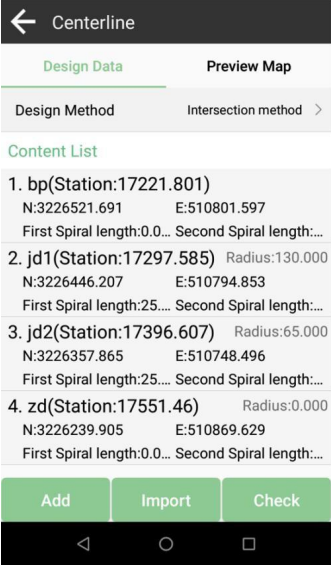 Centerline
Design Data Preview Map
Design Method Intersection method
Content List
1. bp(Station:17221.801)
N:3226521.691 E:510801.597
First Spiral length:0.0... Second Spiral length:...
2. jd1(Station:17297.585) Radius:130.000
N:3226446.207 E:510794.853
First Spiral length:25.... Second Spiral length:...
3. jd2(Station:17396.607) Radius:65.000
N:3226357.865 E:510748.496
First Spiral length:25.... Second Spiral length:...
4. zd(Station:17551.46) Radius:0.000
N:3226239.905 E:510869.629
First Spiral length:0.0... Second Spiral length:...
Add Import Check